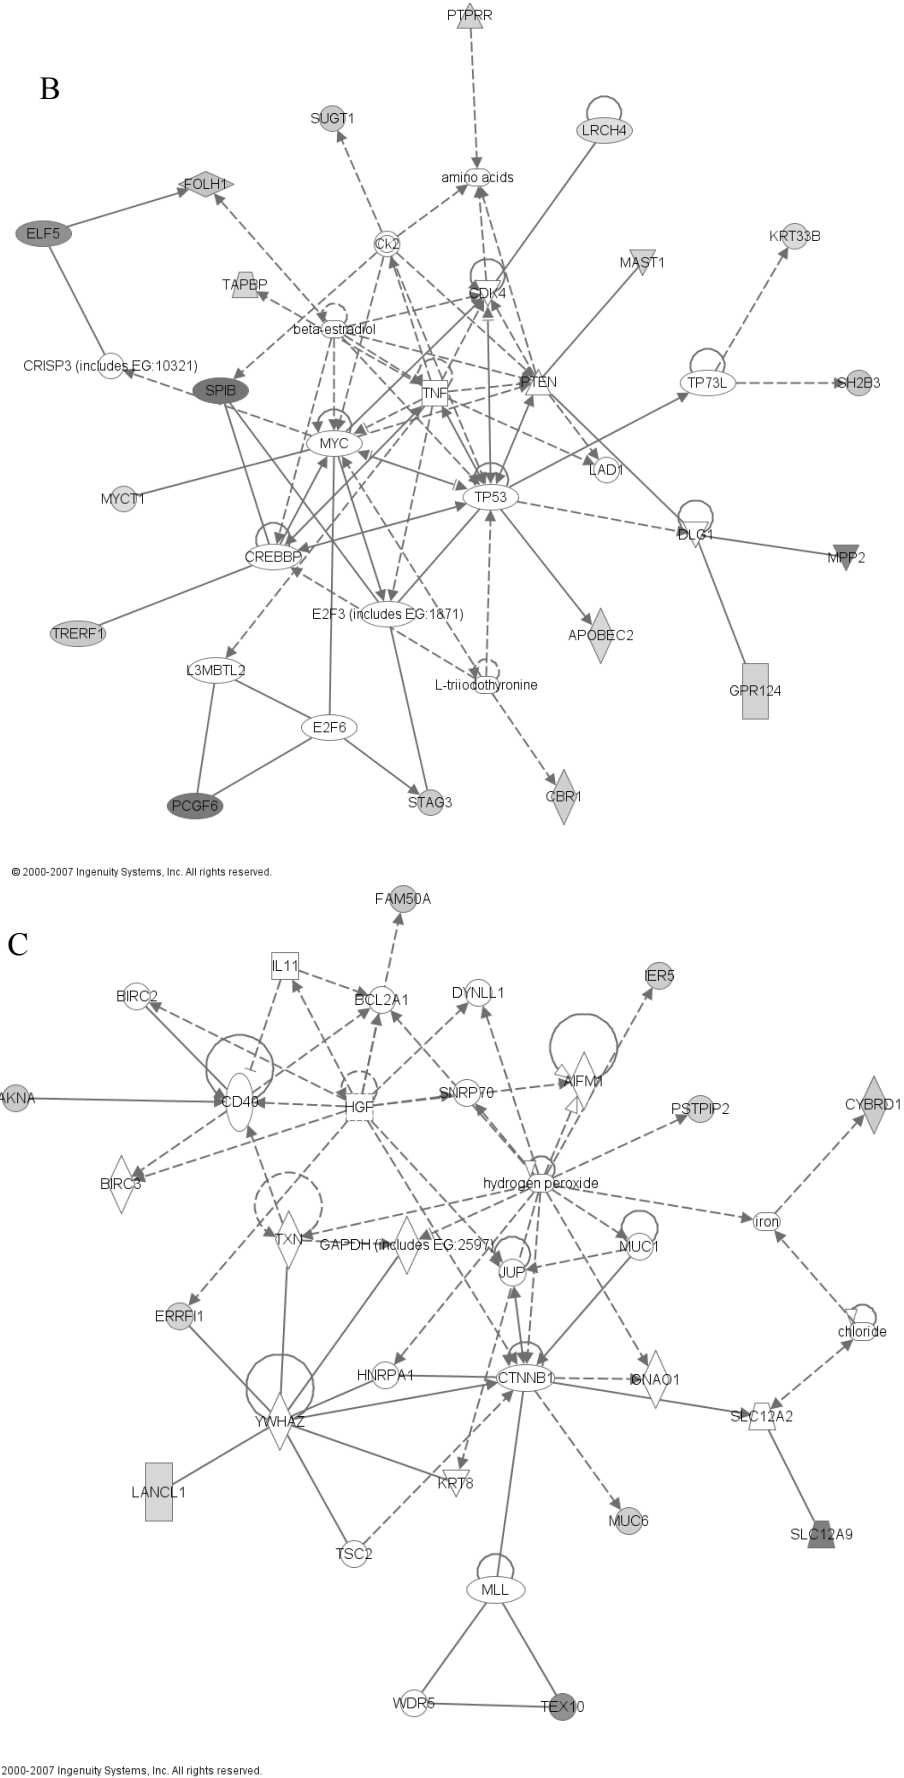 PTPRR
B
SUGT1
LRCH4
amino acids
FOLH1
ELF5
Ck2
KRT33B
MAST1
TAPBP
CDK4
beta-estradiol
CRISP3 (includes EG:10321)
SPIB
TNF
PTEN
TP73L
SH2B3
MYC
LAD1
MYCT1
TP53
DLG1
CREBBP
MPP2
E2F3 (includes EG:1871)
TRERF1
APOBEC2
L3MBTL2
L-triiodothyronine
GPR124
E2F6
PCGF6
STAG3
CBR1
© 2000-2007 Ingenuity Systems, Inc. All rights reserved.
FAM50A
C
IL11
IER5
BIRC2
BCL2A1
DYNLL1
AKNA
CD40
HGF
SNRP70
AIFM1
PSTPIP2
CYBRD1
BIRC3
hydrogen peroxide
iron
TXN
GAPDH (includes EG:2597)
MUC1
JUP
ERRFI1
chloride
HNRPA1
CTNNB1
GNAO1
YWHAZ
SLC12A2
LANCL1
KRT8
MUC6
SLC12A9
TSC2
MLL
WDR5
TEX10
2000-2007 Ingenuity Systems, Inc. All rights reserved.